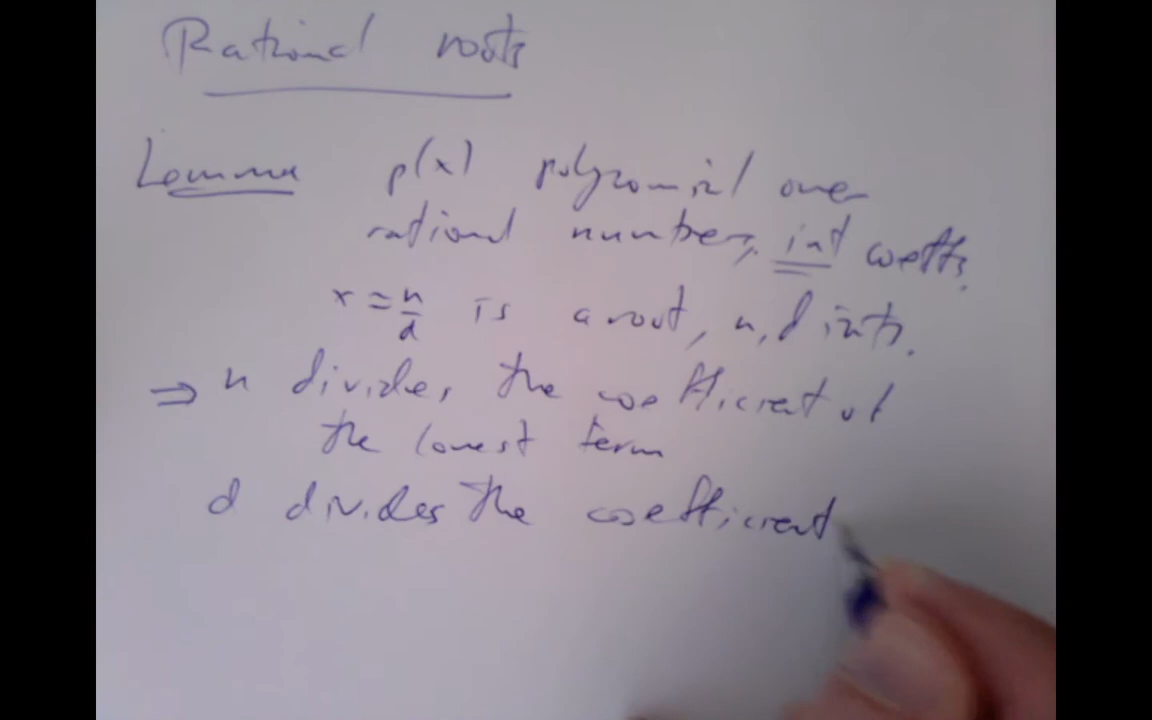 Rational roots
Lemma p(x) polynomial over
rational numbers, int coeffs.
x = n/d is a root, n, d ints.
⇒ n divides the coefficient of
the lowest term
d divides the coefficient